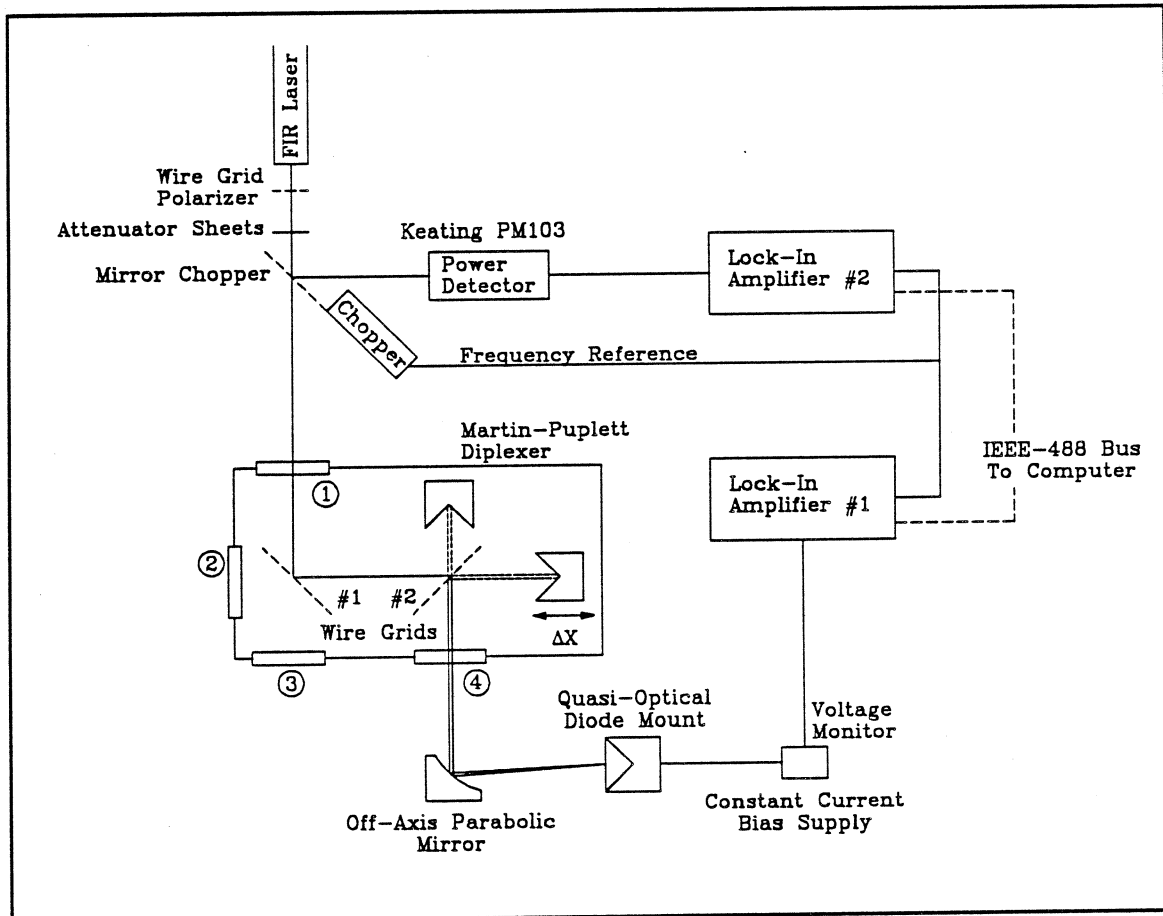 FIR Laser
Wire Grid
Polarizer
Attenuator Sheets
Mirror Chopper
Keating PM103
Power
Detector
Lock-In
Amplifier #2
Chopper
Frequency Reference
Martin-Puplett
Diplexer
IEEE-488 Bus
To Computer
Lock-In
Amplifier #1
①
②
#1
#2
Wire Grids
ΔX
③
④
Quasi-Optical
Diode Mount
Voltage
Monitor
Constant Current
Bias Supply
Off-Axis Parabolic
Mirror